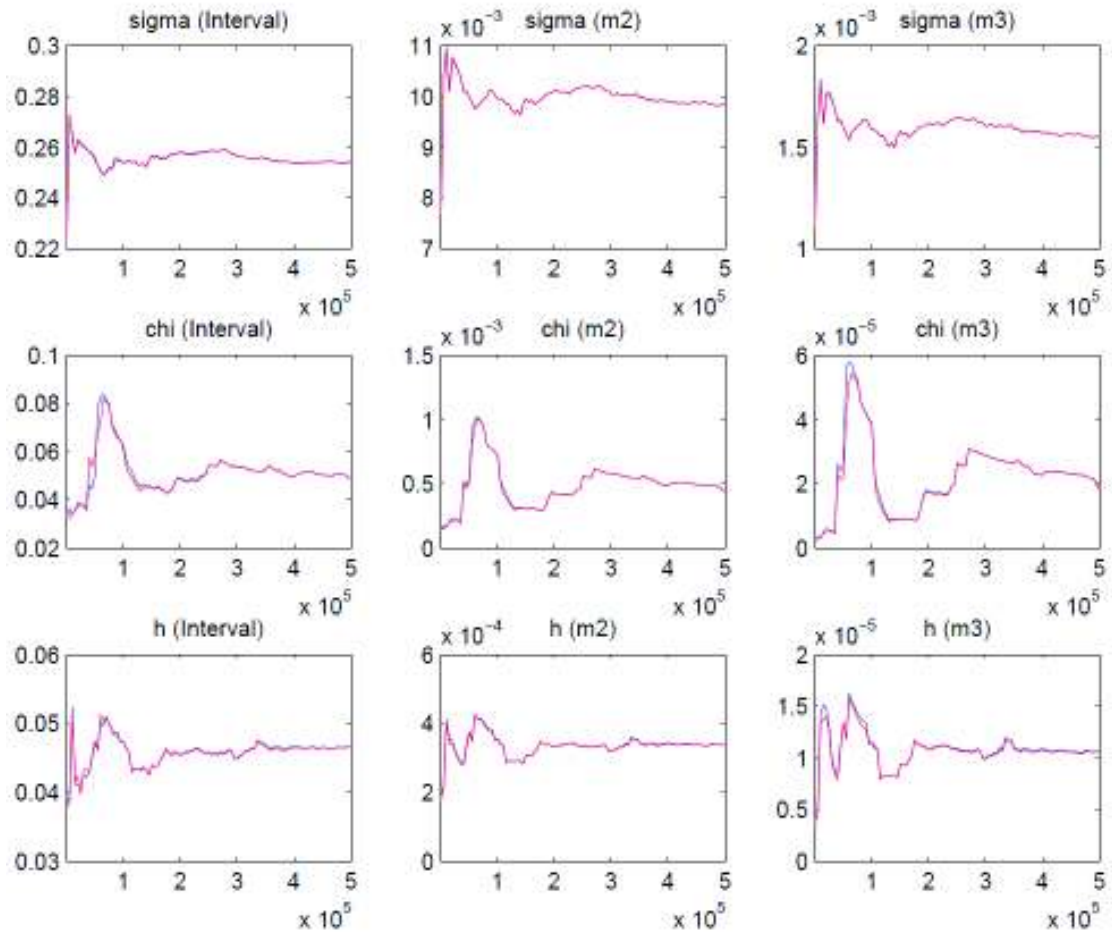 sigma (Interval)
0.3
0.28
0.26
0.24
0.22
1 2 3 4 5
x 10^5
x 10^-3 sigma (m2)
11
10
9
8
7
1 2 3 4 5
x 10^5
x 10^-3 sigma (m3)
2
1.5
1
1 2 3 4 5
x 10^5
chi (Interval)
0.1
0.08
0.06
0.04
0.02
1 2 3 4 5
x 10^5
x 10^-3 chi (m2)
1.5
1
0.5
0
1 2 3 4 5
x 10^5
x 10^-5 chi (m3)
6
4
2
0
1 2 3 4 5
x 10^5
h (Interval)
0.06
0.05
0.04
0.03
1 2 3 4 5
x 10^5
x 10^-4 h (m2)
6
4
2
0
1 2 3 4 5
x 10^5
x 10^-5 h (m3)
2
1.5
1
0.5
0
1 2 3 4 5
x 10^5